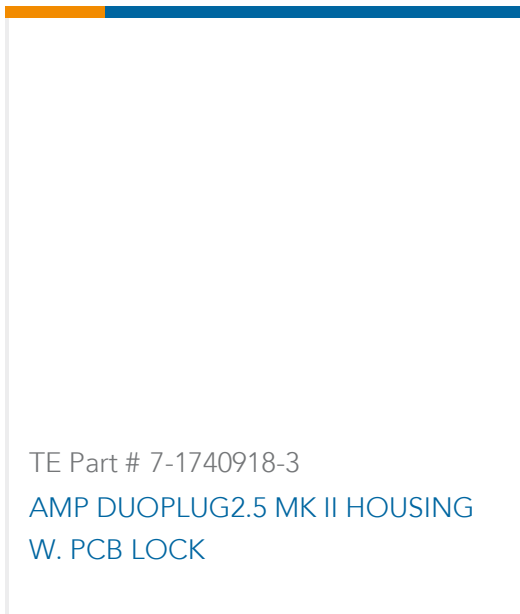 TE Part # 7-1740918-3
AMP DUOPLUG2.5 MK II HOUSING
W. PCB LOCK